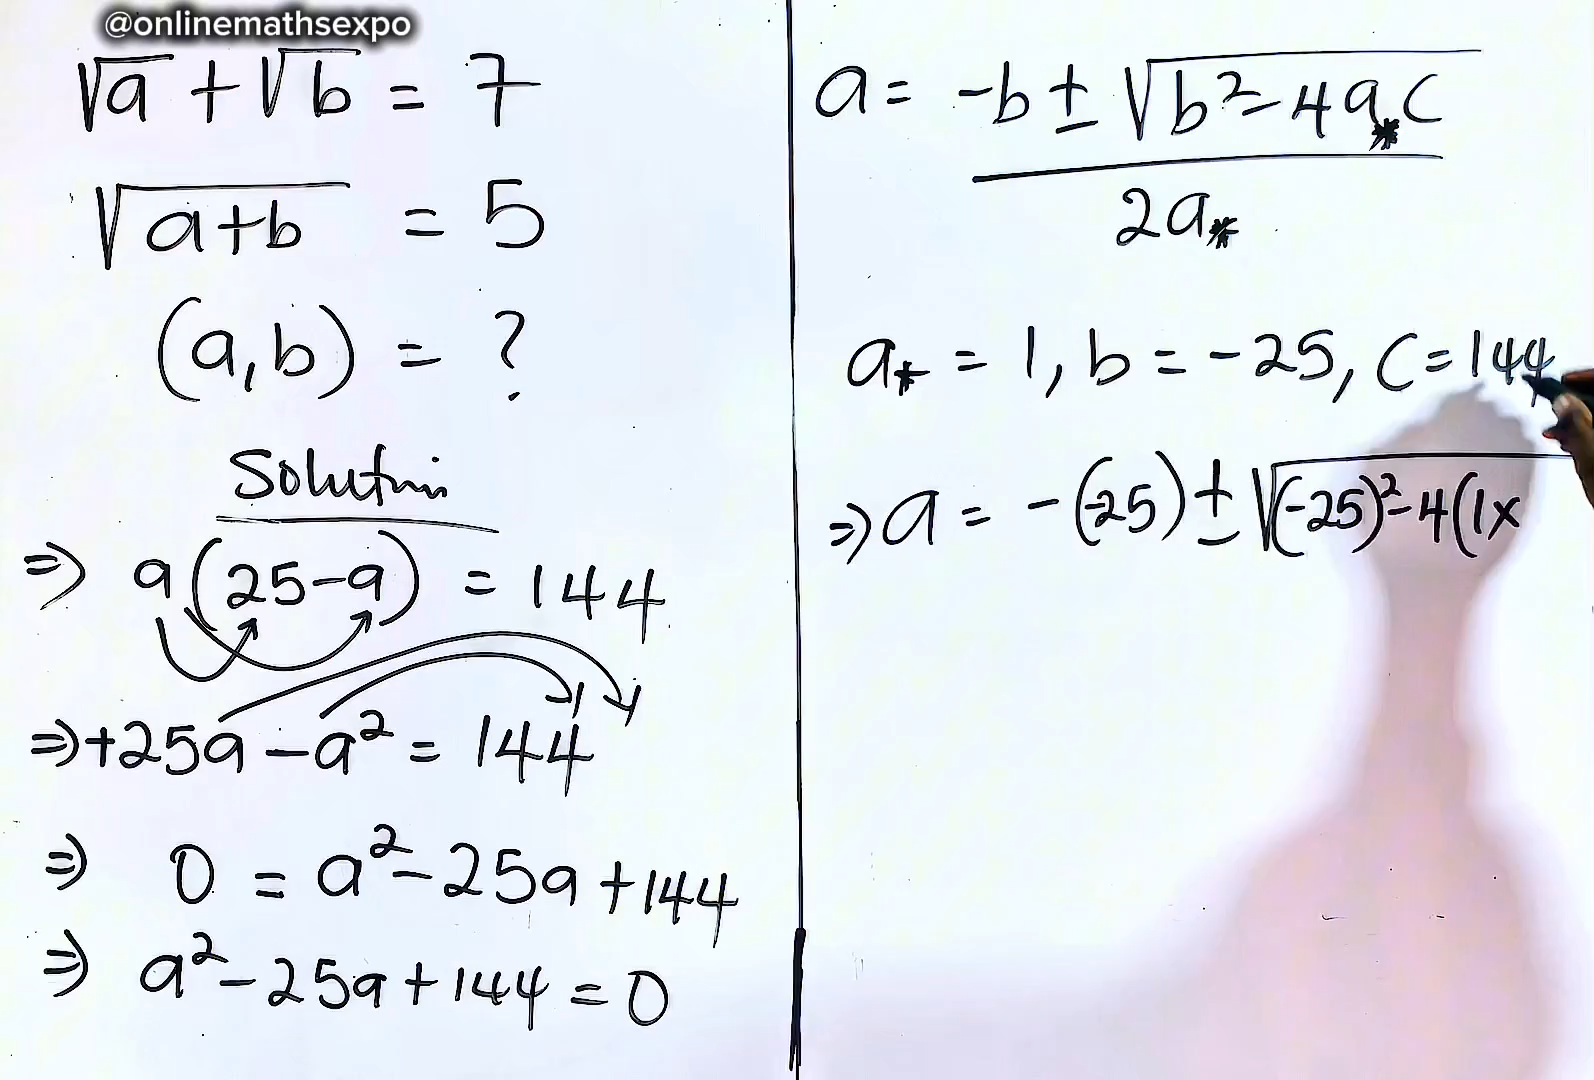 @onlinemathsexpo
√a + √b = 7
√(a+b) = 5
(a,b) = ?
Solution
⇒ a(25-a) = 144
⇒ +25a - a² = 144
⇒ 0 = a² - 25a + 144
⇒ a² - 25a + 144 = 0
a = -b ± √b² - 4a*c
2a*
a* = 1, b = -25, c = 144
⇒ a = -(-25) ± √(-25)² - 4(1x